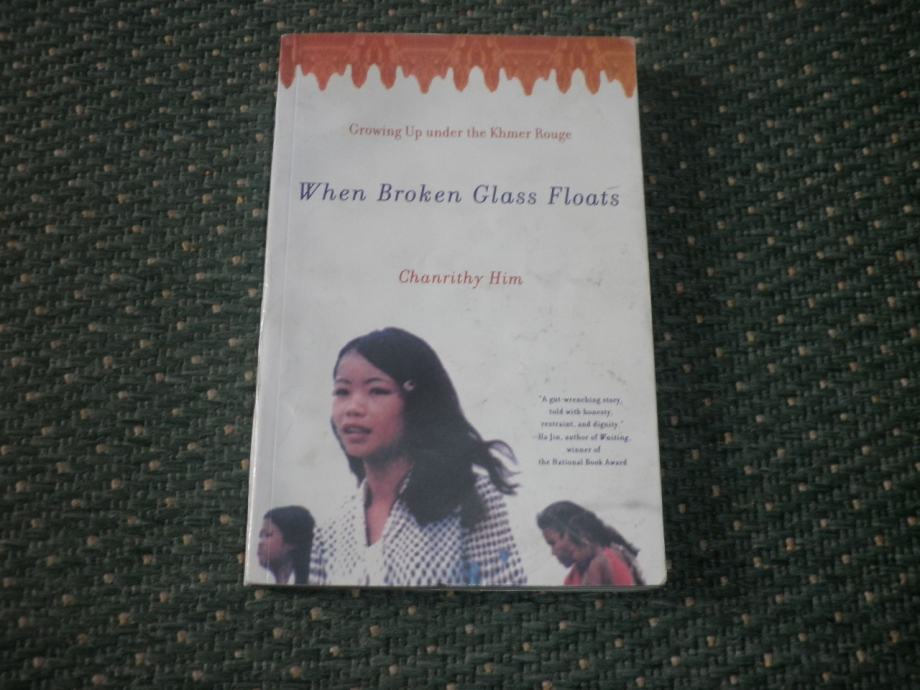 Growing Up under the Khmer Rouge
When Broken Glass Floats
Chanrithy Him
"A gut-wrenching story,
told with honesty,
restraint, and dignity."
—Ha Jin, author of Waiting,
winner of
the National Book Award